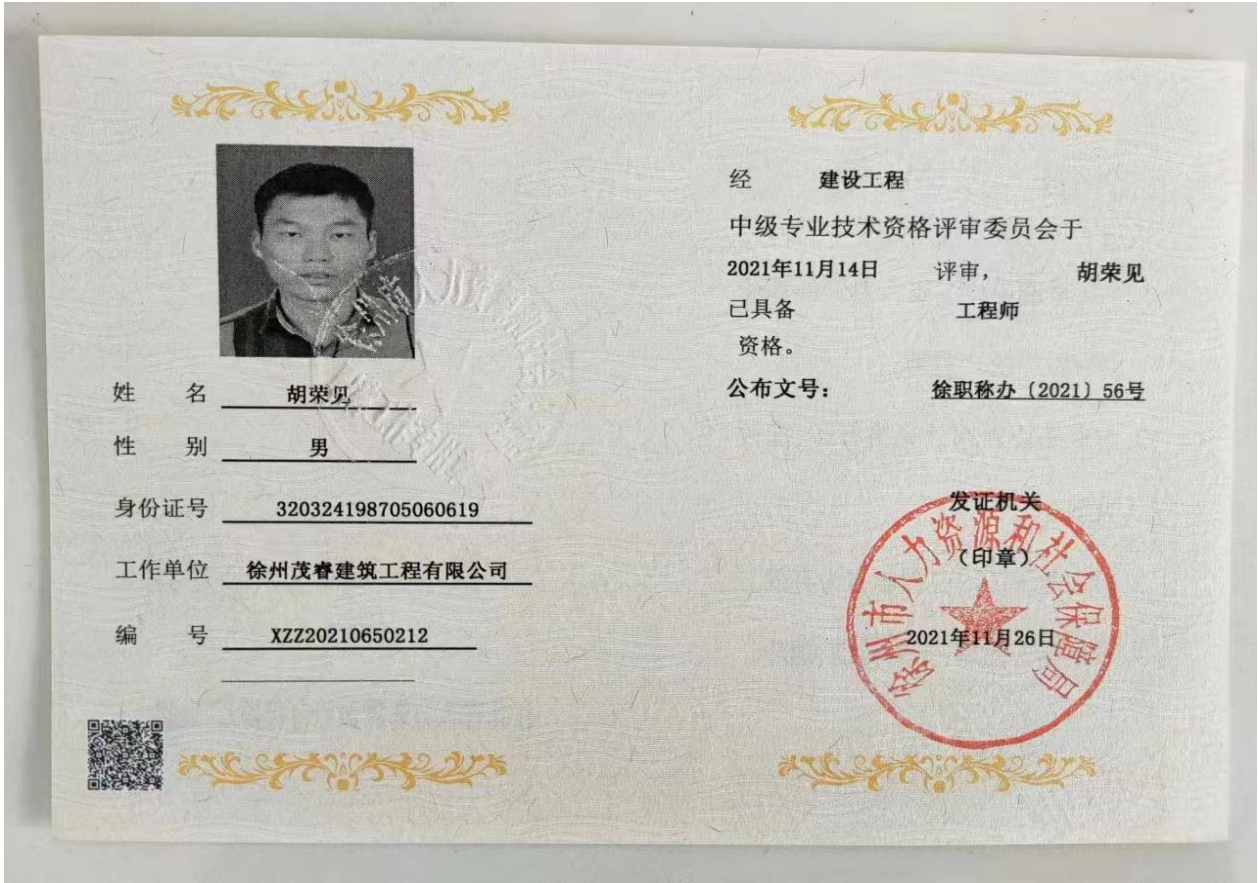 姓 名 胡荣见
性 别 男
身份证号 320324198705060619
工作单位 徐州茂睿建筑工程有限公司
编 号 XZZ20210650212
经 建设工程
中级专业技术资格评审委员会于
2021年11月14日 评审， 胡荣见
已具备 工程师
资格。
公布文号： 徐职称办〔2021〕56号
发证机关
（印章）
2021年11月26日
徐州市人力资源和社会保障局